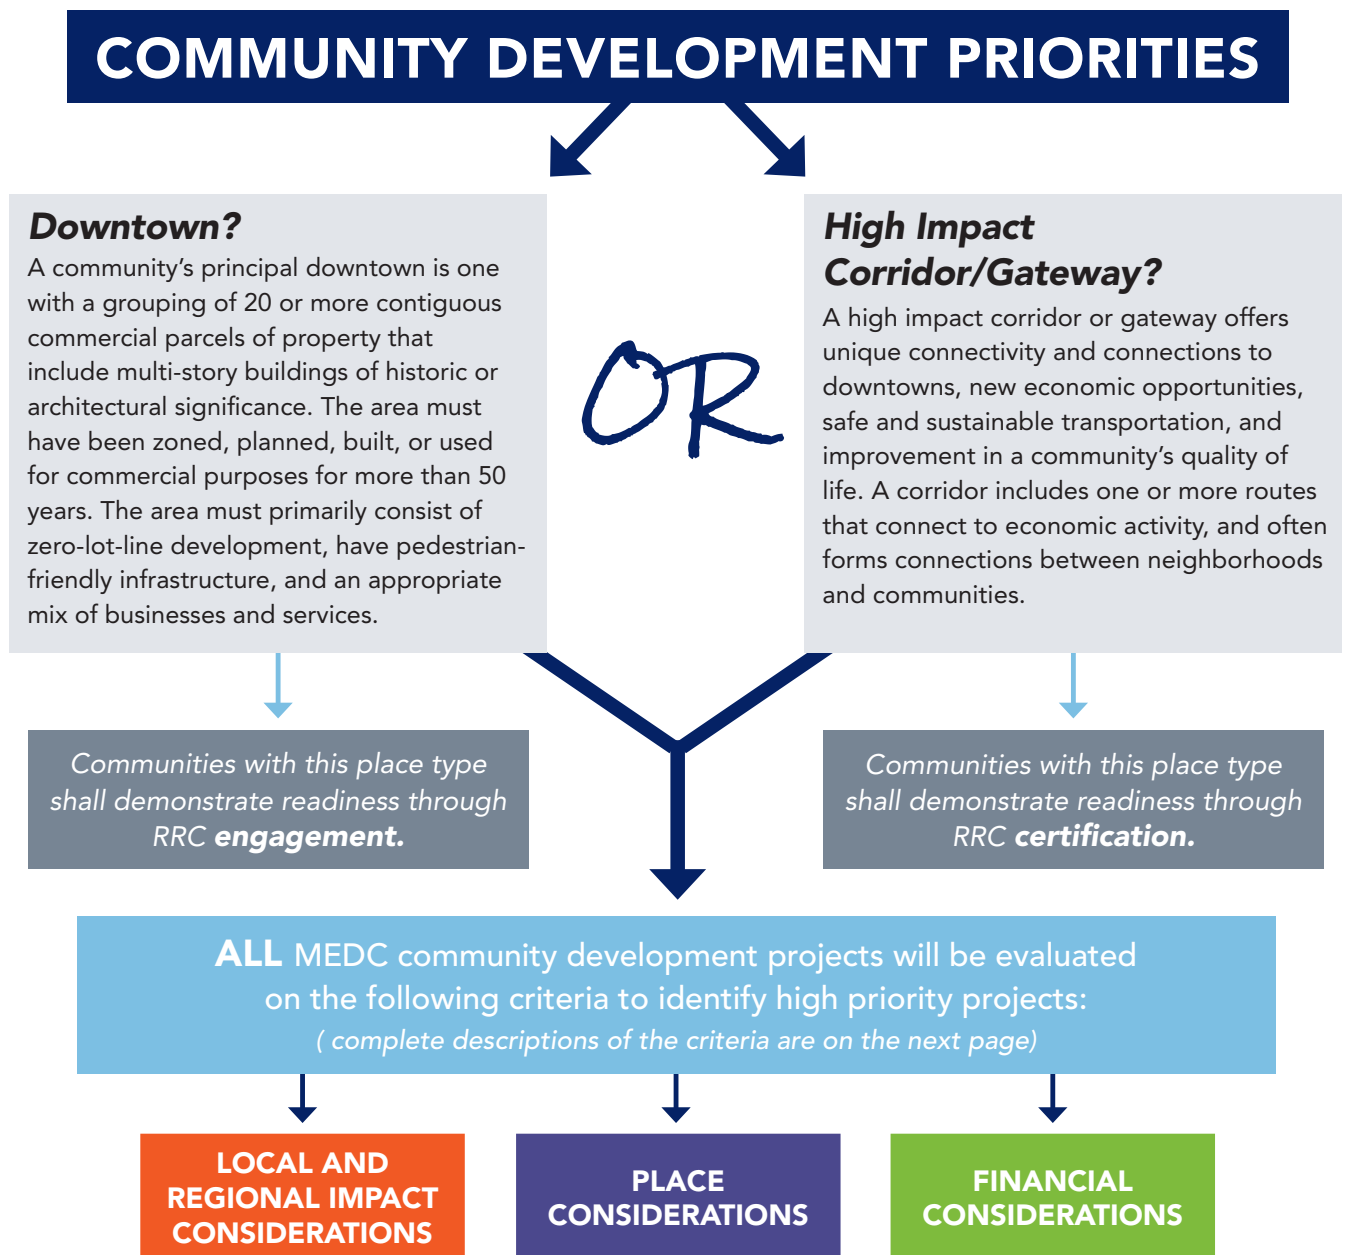 COMMUNITY DEVELOPMENT PRIORITIES
Downtown?
A community’s principal downtown is one
with a grouping of 20 or more contiguous
commercial parcels of property that
include multi-story buildings of historic or
architectural significance. The area must
have been zoned, planned, built, or used
for commercial purposes for more than 50
years. The area must primarily consist of
zero-lot-line development, have pedestrian-
friendly infrastructure, and an appropriate
mix of businesses and services.
OR
High Impact
Corridor/Gateway?
A high impact corridor or gateway offers
unique connectivity and connections to
downtowns, new economic opportunities,
safe and sustainable transportation, and
improvement in a community’s quality of
life. A corridor includes one or more routes
that connect to economic activity, and often
forms connections between neighborhoods
and communities.
Communities with this place type
shall demonstrate readiness through
RRC engagement.
Communities with this place type
shall demonstrate readiness through
RRC certification.
ALL MEDC community development projects will be evaluated
on the following criteria to identify high priority projects:
( complete descriptions of the criteria are on the next page)
LOCAL AND
REGIONAL IMPACT
CONSIDERATIONS
PLACE
CONSIDERATIONS
FINANCIAL
CONSIDERATIONS